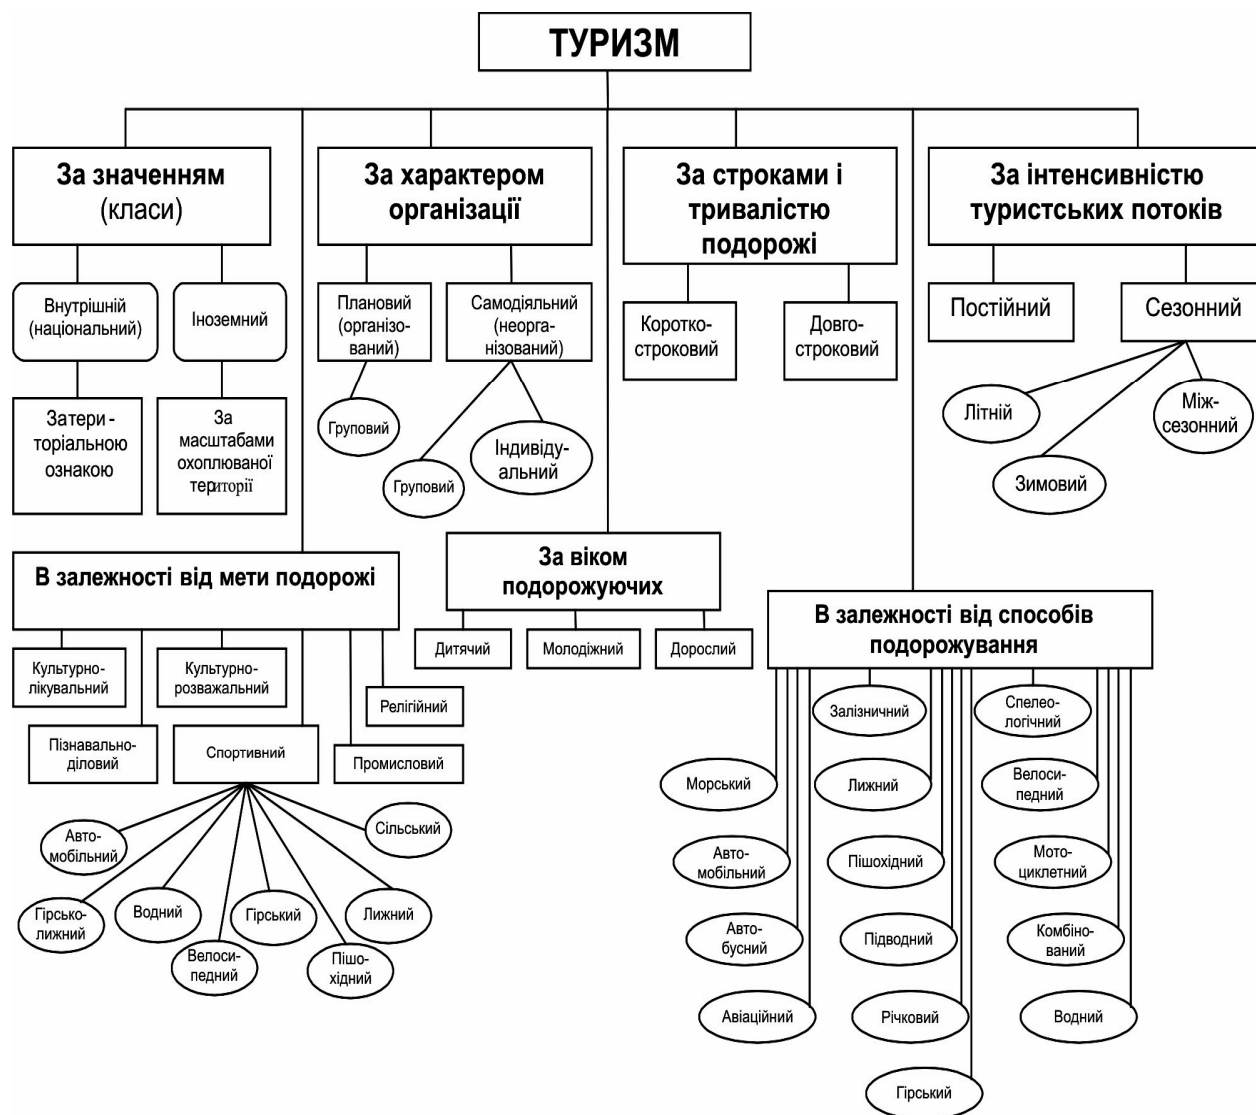 ТУРИЗМ
За значенням
(класи)
За характером
організації
За строками і
тривалістю
подорожі
За інтенсивністю
туристських потоків
Внутрішній
(національний)
Іноземний
Плановий
(організо-
ваний)
Самодіяльний
(неорга-
нізований)
Коротко-
строковий
Довго-
строковий
Постійний
Сезонний
Затери -
торіальною
ознакою
За
масштабами
охоплюваної
території
Груповий
Груповий
Індивіду-
альний
Літній
Зимовий
Між-
сезонний
В залежності від мети подорожі
За віком
подорожуючих
В залежності від способів
подорожування
Культурно-
лікувальний
Культурно-
розважальний
Релігійний
Пізнавально-
діловий
Спортивний
Промисловий
Дитячий
Молодіжний
Дорослий
Авто-
мобільний
Сільський
Гірсько-
лижний
Водний
Велоси-
педний
Гірський
Пішо-
хідний
Лижний
Залізничний
Спелео-
логічний
Морський
Лижний
Велоси-
педний
Авто-
мобільний
Пішохідний
Мото-
циклетний
Авто-
бусний
Підводний
Комбіно-
ваний
Авіаційний
Річковий
Водний
Гірський